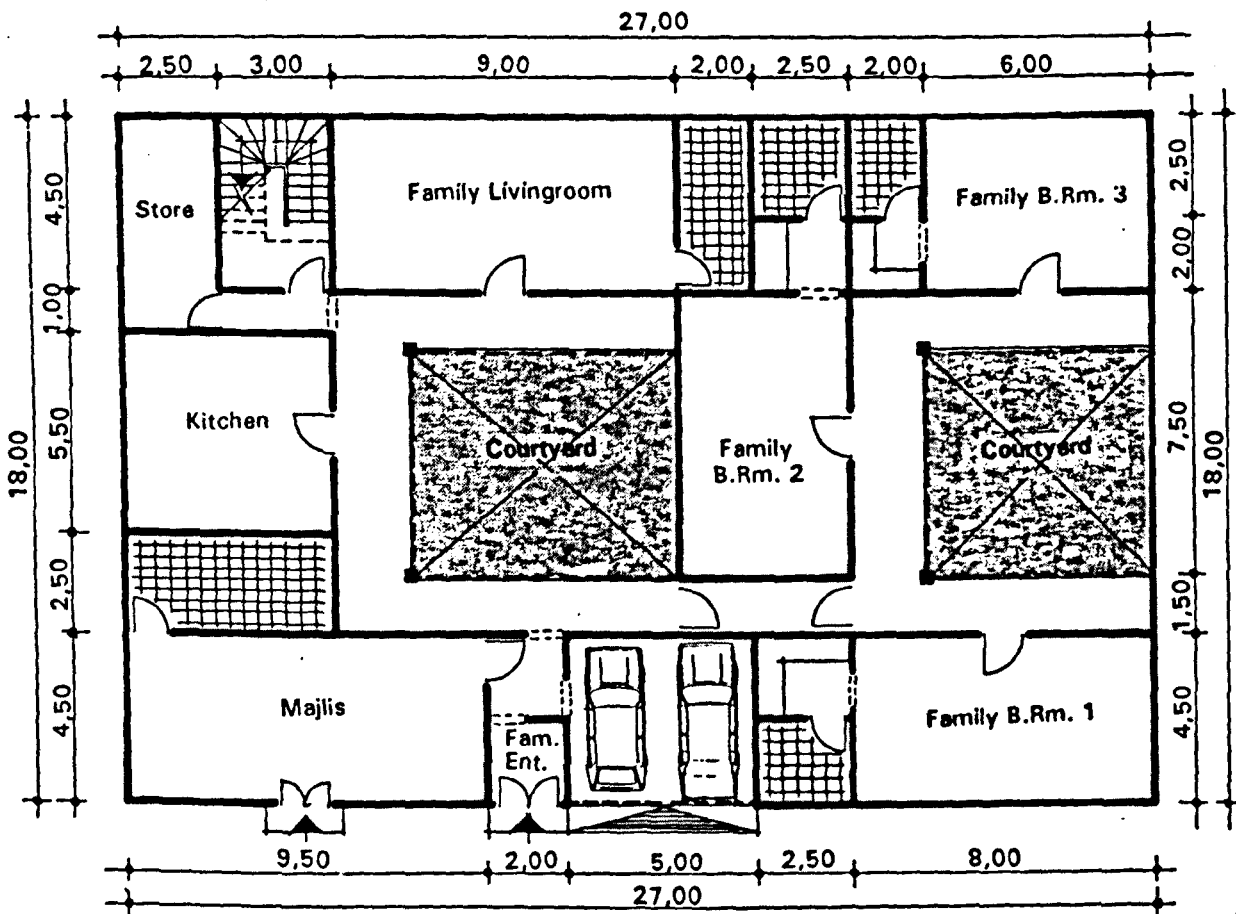 27,00
2,50 3,00 9,00 2,00 2,50 2,00 6,00
18,00
4,50
1,00
5,50
2,50
4,50
Store
Family Livingroom
Family B.Rm. 3
Kitchen
Courtyard
Family
B.Rm. 2
Courtyard
Majlis
Fam.
Ent.
Family B.Rm. 1
2,50
2,00
7,50
1,50
4,50
18,00
9,50 2,00 5,00 2,50 8,00
27,00